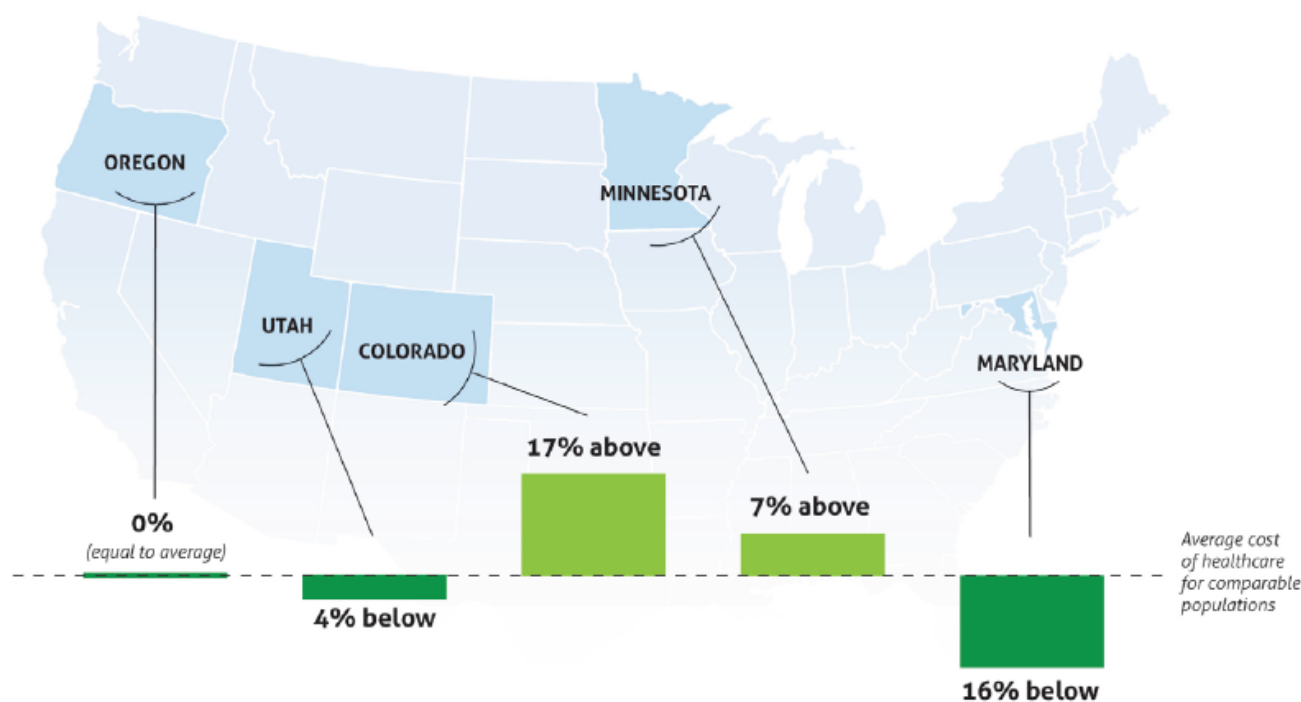 OREGON
MINNESOTA
UTAH
COLORADO
MARYLAND
17% above
7% above
0%
(equal to average)
Average cost
of healthcare
for comparable
populations
4% below
16% below